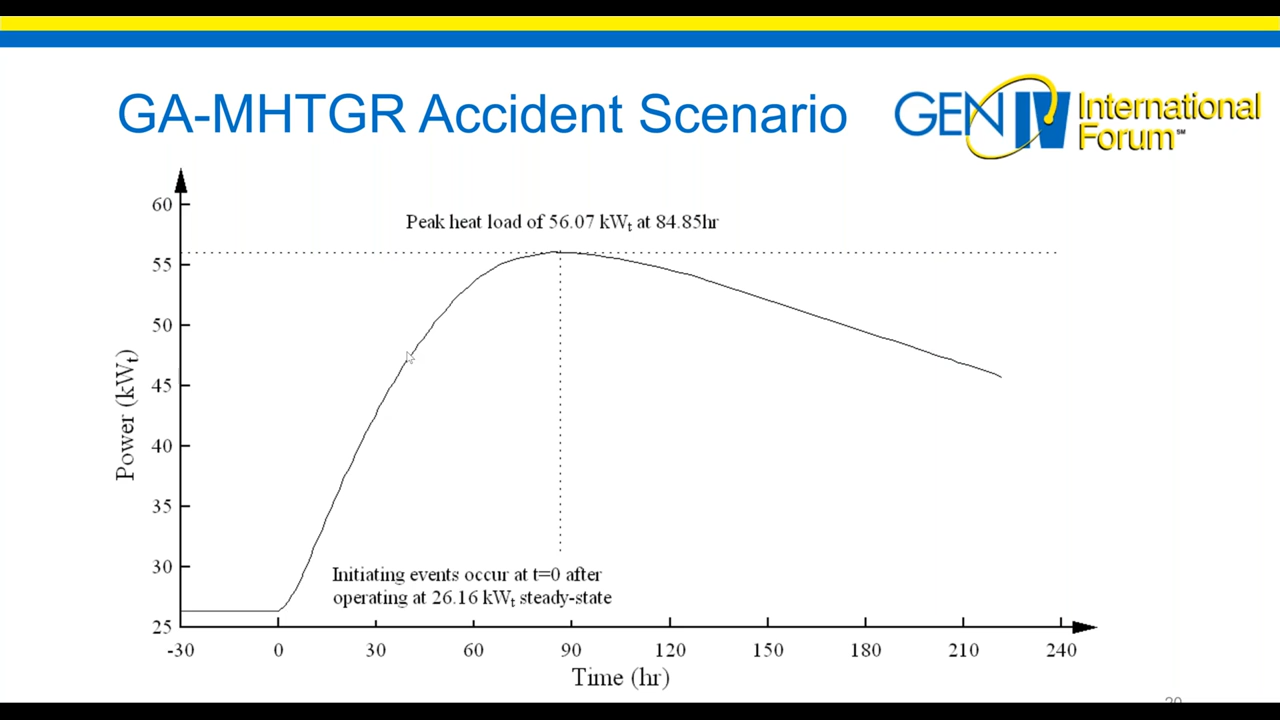 GA-MHTGR Accident Scenario
GEN IV International
Forum℠
Peak heat load of 56.07 kWt at 84.85hr
60
55
50
45
40
35
30
25
Power (kWt)
Initiating events occur at t=0 after
operating at 26.16 kWt steady-state
-30 0 30 60 90 120 150 180 210 240
Time (hr)